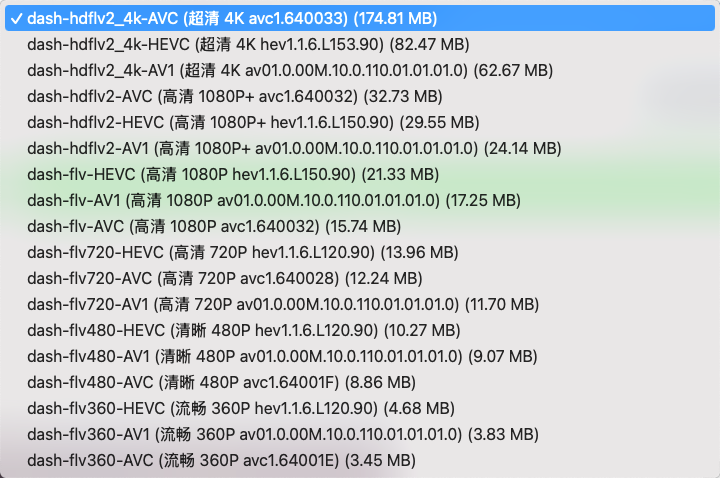 ✓ dash-hdflv2_4k-AVC (超清 4K avc1.640033) (174.81 MB)
dash-hdflv2_4k-HEVC (超清 4K hev1.1.6.L153.90) (82.47 MB)
dash-hdflv2_4k-AV1 (超清 4K av01.0.00M.10.0.110.01.01.01.0) (62.67 MB)
dash-hdflv2-AVC (高清 1080P+ avc1.640032) (32.73 MB)
dash-hdflv2-HEVC (高清 1080P+ hev1.1.6.L150.90) (29.55 MB)
dash-hdflv2-AV1 (高清 1080P+ av01.0.00M.10.0.110.01.01.01.0) (24.14 MB)
dash-flv-HEVC (高清 1080P hev1.1.6.L150.90) (21.33 MB)
dash-flv-AV1 (高清 1080P av01.0.00M.10.0.110.01.01.01.0) (17.25 MB)
dash-flv-AVC (高清 1080P avc1.640032) (15.74 MB)
dash-flv720-HEVC (高清 720P hev1.1.6.L120.90) (13.96 MB)
dash-flv720-AVC (高清 720P avc1.640028) (12.24 MB)
dash-flv720-AV1 (高清 720P av01.0.00M.10.0.110.01.01.01.0) (11.70 MB)
dash-flv480-HEVC (清晰 480P hev1.1.6.L120.90) (10.27 MB)
dash-flv480-AV1 (清晰 480P av01.0.00M.10.0.110.01.01.01.0) (9.07 MB)
dash-flv480-AVC (清晰 480P avc1.64001F) (8.86 MB)
dash-flv360-HEVC (流畅 360P hev1.1.6.L120.90) (4.68 MB)
dash-flv360-AV1 (流畅 360P av01.0.00M.10.0.110.01.01.01.0) (3.83 MB)
dash-flv360-AVC (流畅 360P avc1.64001E) (3.45 MB)